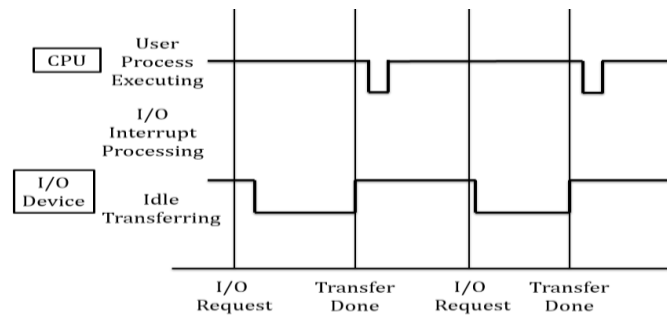 CPU
User
Process
Executing
I/O
Interrupt
Processing
I/O
Device
Idle
Transferring
I/O
Request
Transfer
Done
I/O
Request
Transfer
Done